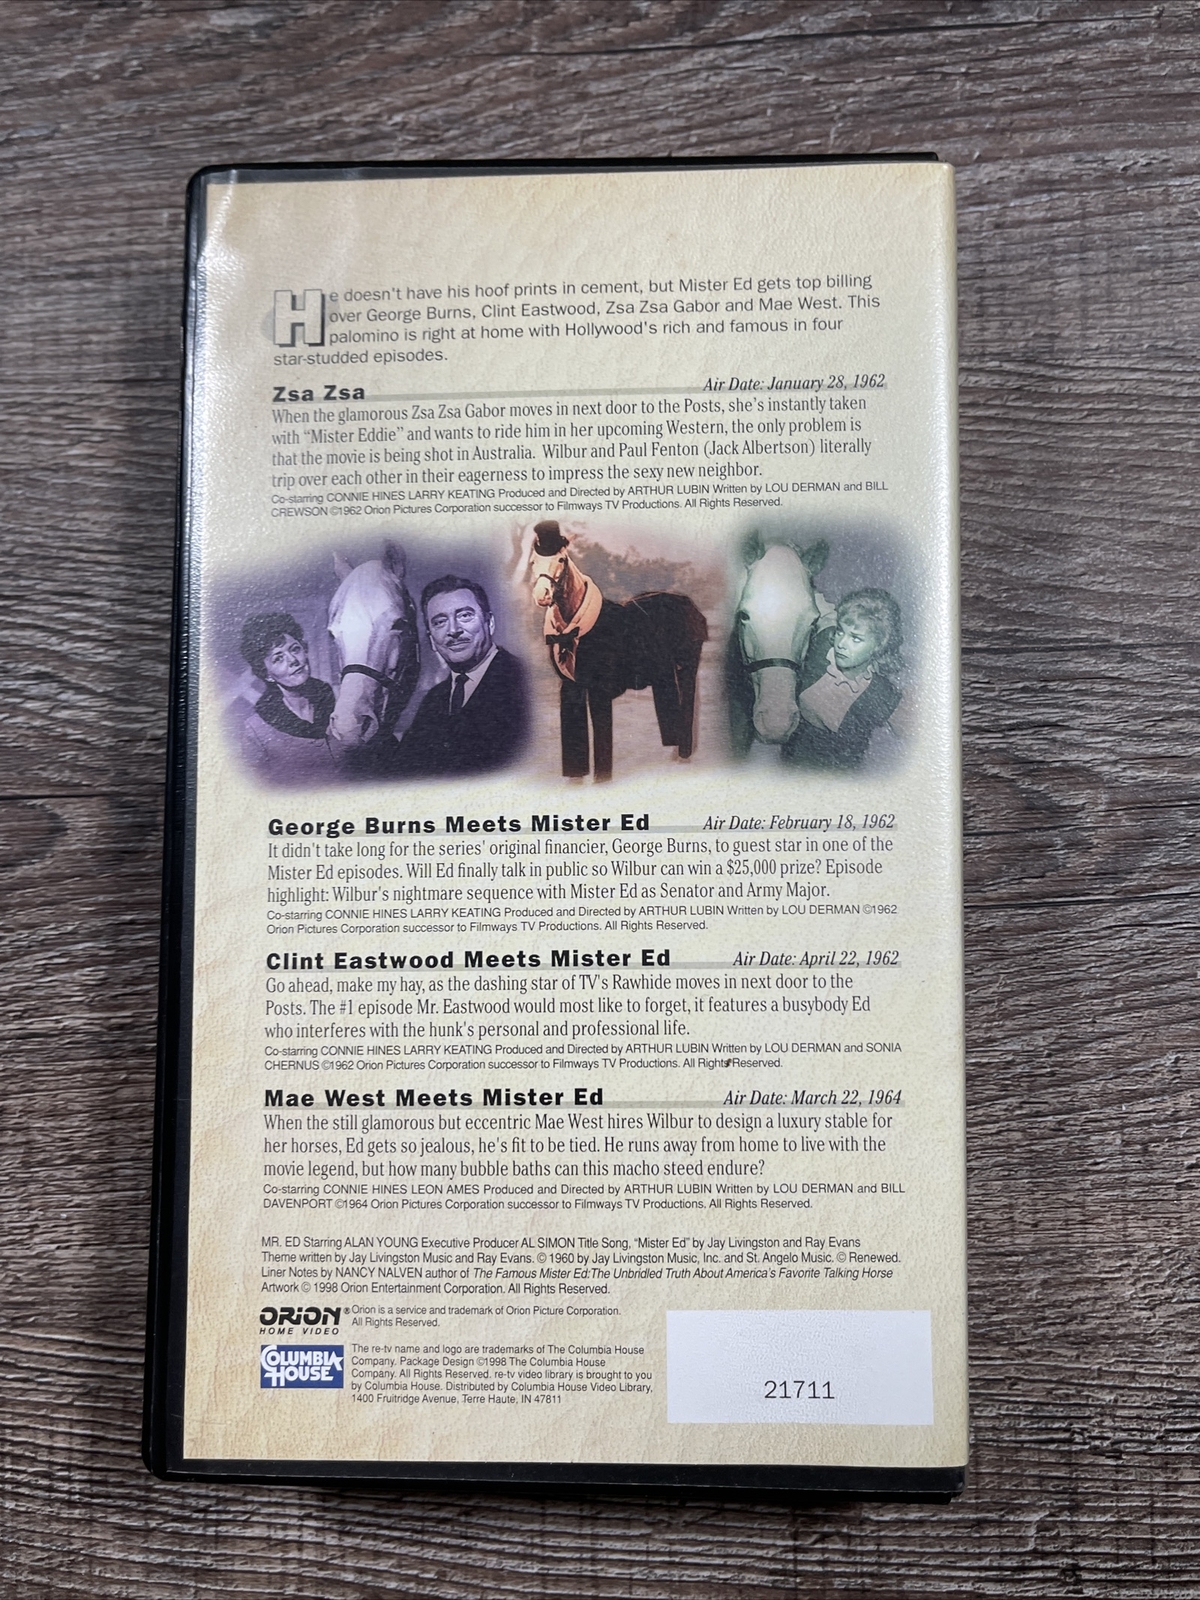 He doesn't have his hoof prints in cement, but Mister Ed gets top billing
over George Burns, Clint Eastwood, Zsa Zsa Gabor and Mae West. This
palomino is right at home with Hollywood's rich and famous in four
star-studded episodes.
Zsa Zsa Air Date: January 28, 1962
When the glamorous Zsa Zsa Gabor moves in next door to the Posts, she's instantly taken
with “Mister Eddie” and wants to ride him in her upcoming Western, the only problem is
that the movie is being shot in Australia. Wilbur and Paul Fenton (Jack Albertson) literally
trip over each other in their eagerness to impress the sexy new neighbor.
Co-starring CONNIE HINES LARRY KEATING Produced and Directed by ARTHUR LUBIN Written by LOU DERMAN and BILL
CREWSON ©1962 Orion Pictures Corporation successor to Filmways TV Productions. All Rights Reserved.
George Burns Meets Mister Ed Air Date: February 18, 1962
It didn't take long for the series' original financier, George Burns, to guest star in one of the
Mister Ed episodes. Will Ed finally talk in public so Wilbur can win a $25,000 prize? Episode
highlight: Wilbur's nightmare sequence with Mister Ed as Senator and Army Major.
Co-starring CONNIE HINES LARRY KEATING Produced and Directed by ARTHUR LUBIN Written by LOU DERMAN ©1962
Orion Pictures Corporation successor to Filmways TV Productions. All Rights Reserved.
Clint Eastwood Meets Mister Ed Air Date: April 22, 1962
Go ahead, make my hay, as the dashing star of TV's Rawhide moves in next door to the
Posts. The #1 episode Mr. Eastwood would most like to forget, it features a busybody Ed
who interferes with the hunk's personal and professional life.
Co-starring CONNIE HINES LARRY KEATING Produced and Directed by ARTHUR LUBIN Written by LOU DERMAN and SONIA
CHERNUS ©1962 Orion Pictures Corporation successor to Filmways TV Productions. All Rights Reserved.
Mae West Meets Mister Ed Air Date: March 22, 1964
When the still glamorous but eccentric Mae West hires Wilbur to design a luxury stable for
her horses, Ed gets so jealous, he's fit to be tied. He runs away from home to live with the
movie legend, but how many bubble baths can this macho steed endure?
Co-starring CONNIE HINES LEON AMES Produced and Directed by ARTHUR LUBIN Written by LOU DERMAN and BILL
DAVENPORT ©1964 Orion Pictures Corporation successor to Filmways TV Productions. All Rights Reserved.
MR. ED Starring ALAN YOUNG Executive Producer AL SIMON Title Song, “Mister Ed” by Jay Livingston and Ray Evans
Theme written by Jay Livingston Music and Ray Evans. © 1960 by Jay Livingston Music, Inc. and St. Angelo Music. © Renewed.
Liner Notes by NANCY NALVEN author of The Famous Mister Ed:The Unbridled Truth About America's Favorite Talking Horse
Artwork © 1998 Orion Entertainment Corporation. All Rights Reserved.
ORION®
HOME VIDEO
Orion is a service and trademark of Orion Picture Corporation.
All Rights Reserved.
COLUMBIA
HOUSE™
The re-tv name and logo are trademarks of The Columbia House
Company. Package Design ©1998 The Columbia House
Company. All Rights Reserved. re-tv video library is brought to you
by Columbia House. Distributed by Columbia House Video Library,
1400 Fruitridge Avenue, Terre Haute, IN 47811
21711